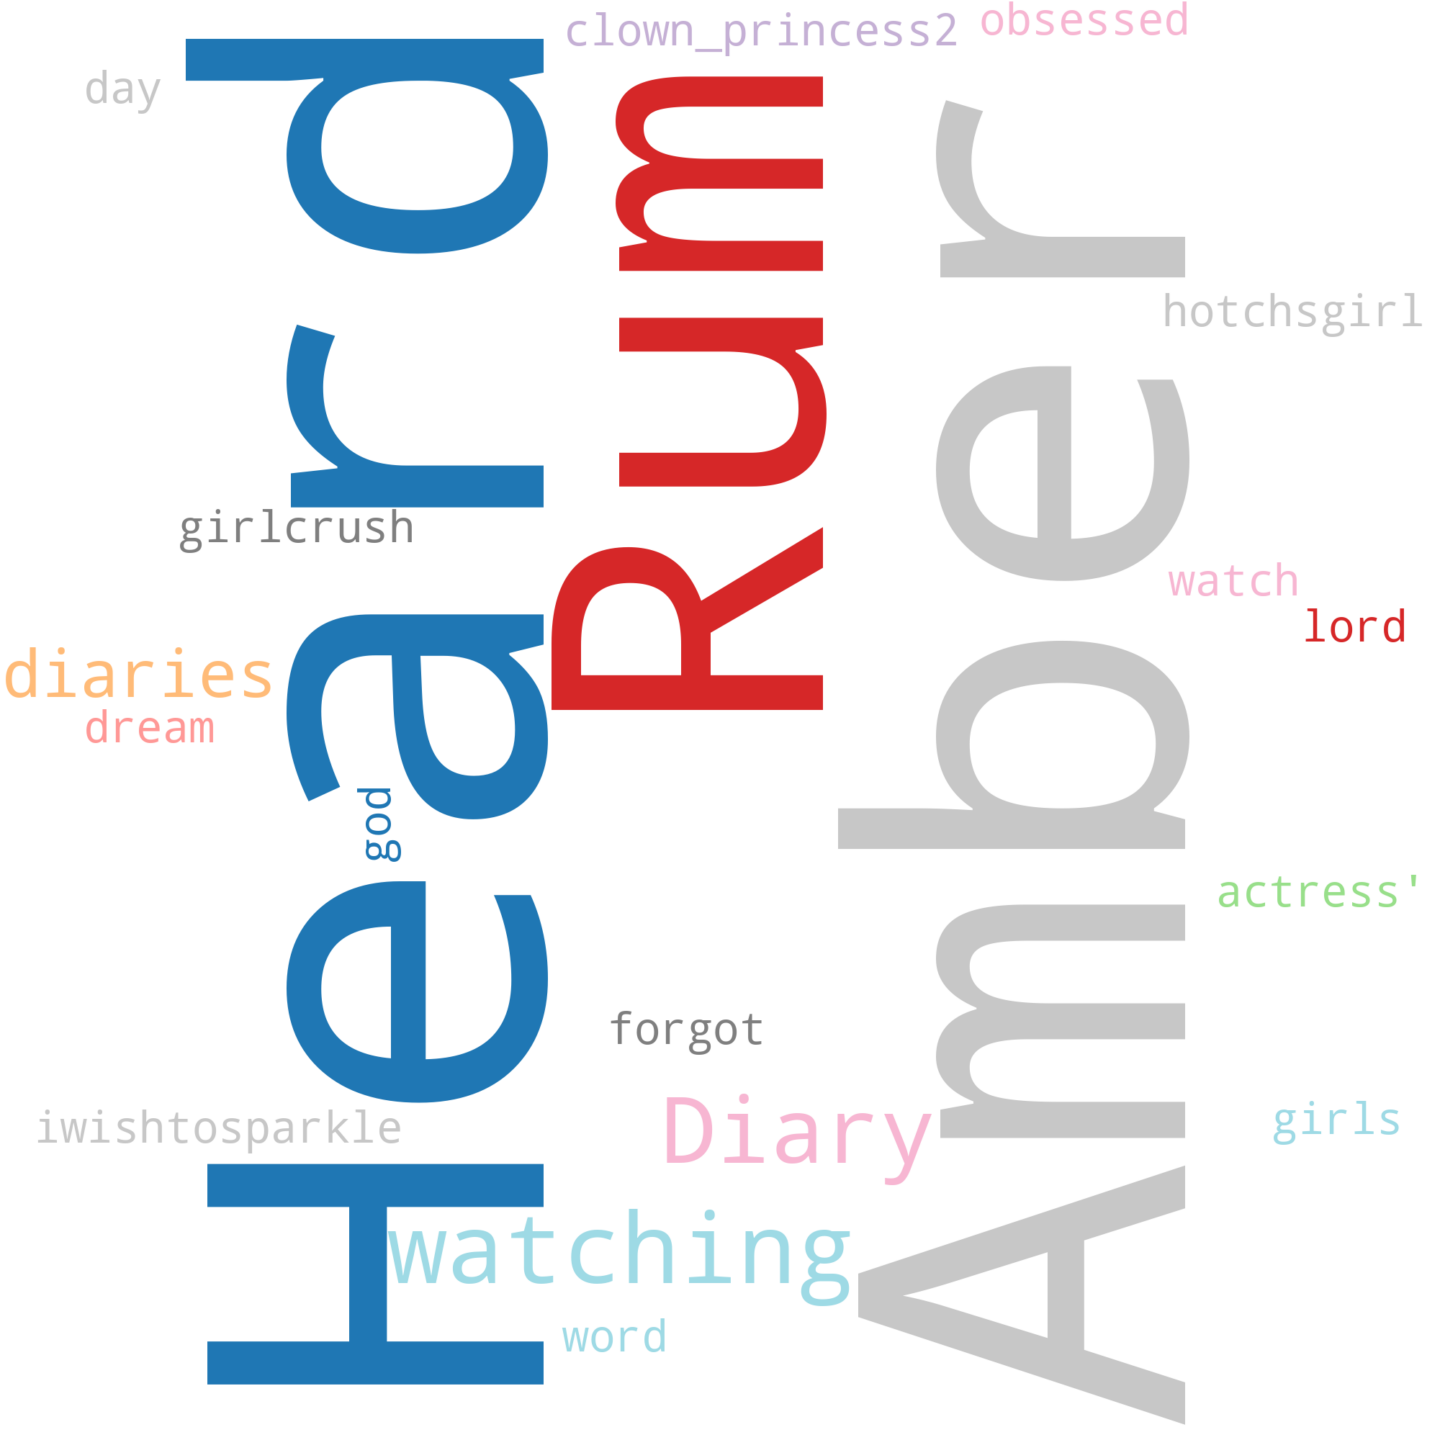 clown_princess2
obsessed
day
Heard
Rum
Amber
hotchsgirl
girlcrush
watch
lord
diaries
dream
god
actress'
forgot
Diary
girls
iwishtosparkle
watching
word